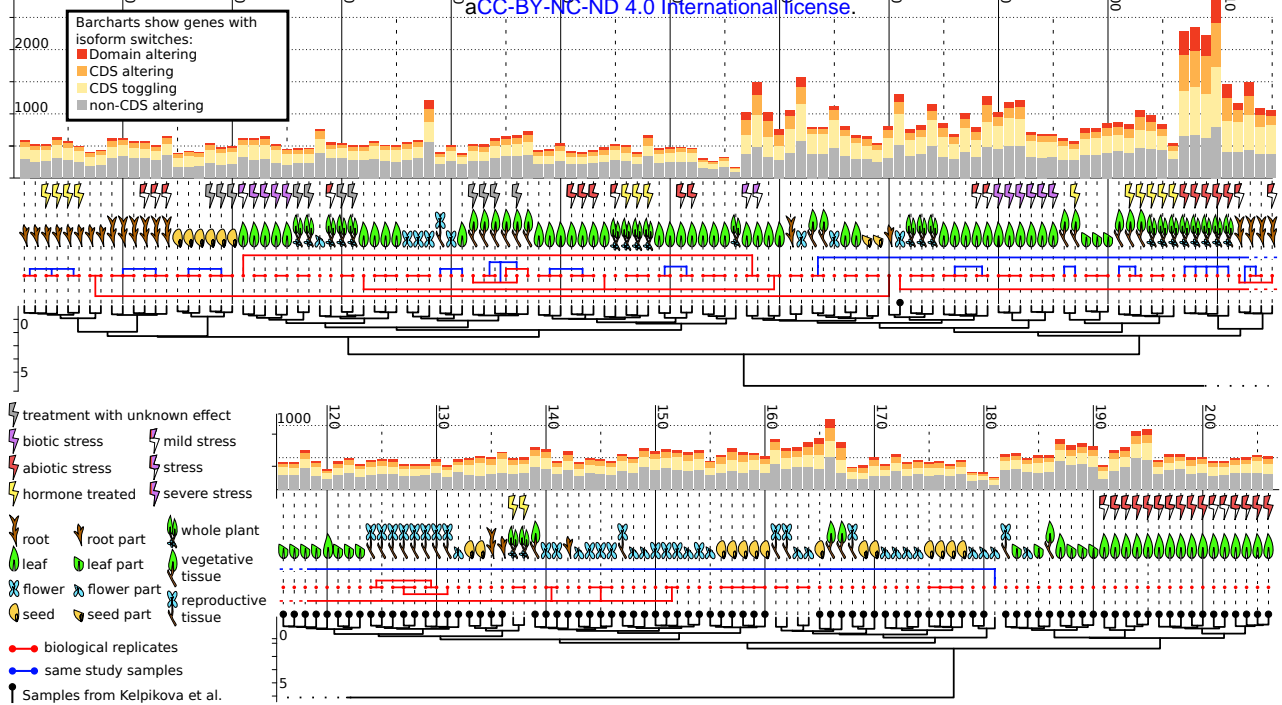 aCC-BY-NC-ND 4.0 International license.
Barcharts show genes with
isoform switches:
Domain altering
CDS altering
CDS toggling
non-CDS altering
2000
1000
0
5
treatment with unknown effect
biotic stress
mild stress
abiotic stress
stress
hormone treated
severe stress
root
root part
whole plant
leaf
leaf part
vegetative
tissue
flower
flower part
reproductive
tissue
seed
seed part
biological replicates
same study samples
Samples from Kelpikova et al.
1000
120
130
140
150
160
170
180
190
200
0
5